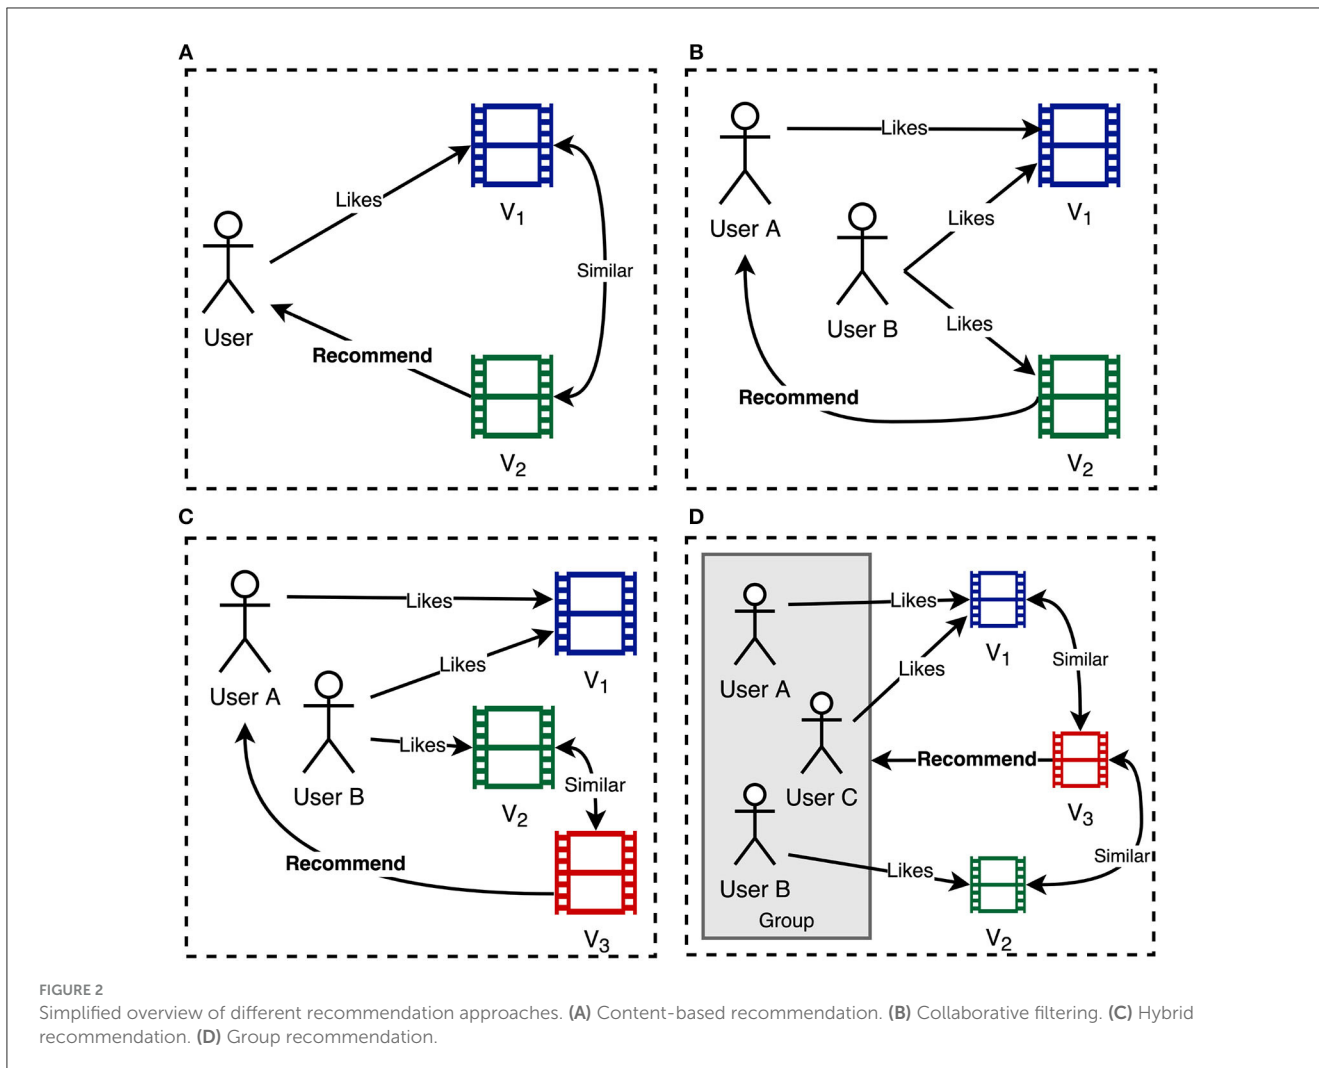 A
Likes
V1
Similar
User
Recommend
V2
B
Likes
User A
V1
Likes
User B
Likes
Recommend
V2
C
Likes
User A
V1
Likes
User B
Likes
V2
Similar
Recommend
V3
D
Likes
User A
V1
Likes
Similar
User C
Recommend
V3
User B
Likes
Similar
V2
Group
FIGURE 2
Simplified overview of different recommendation approaches. (A) Content-based recommendation. (B) Collaborative filtering. (C) Hybrid
recommendation. (D) Group recommendation.